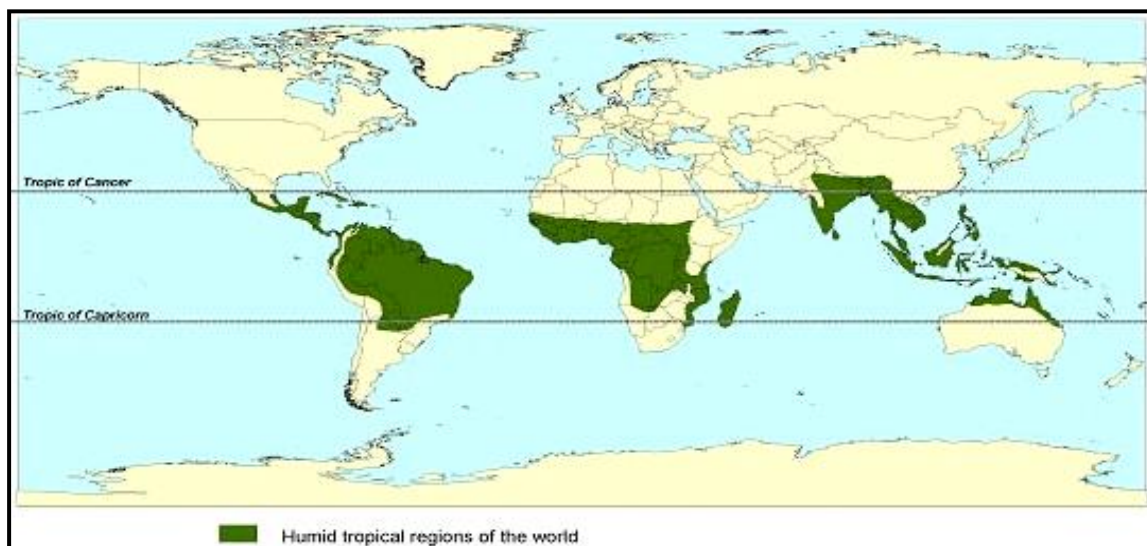 Tropic of Cancer
Tropic of Capricorn
Humid tropical regions of the world